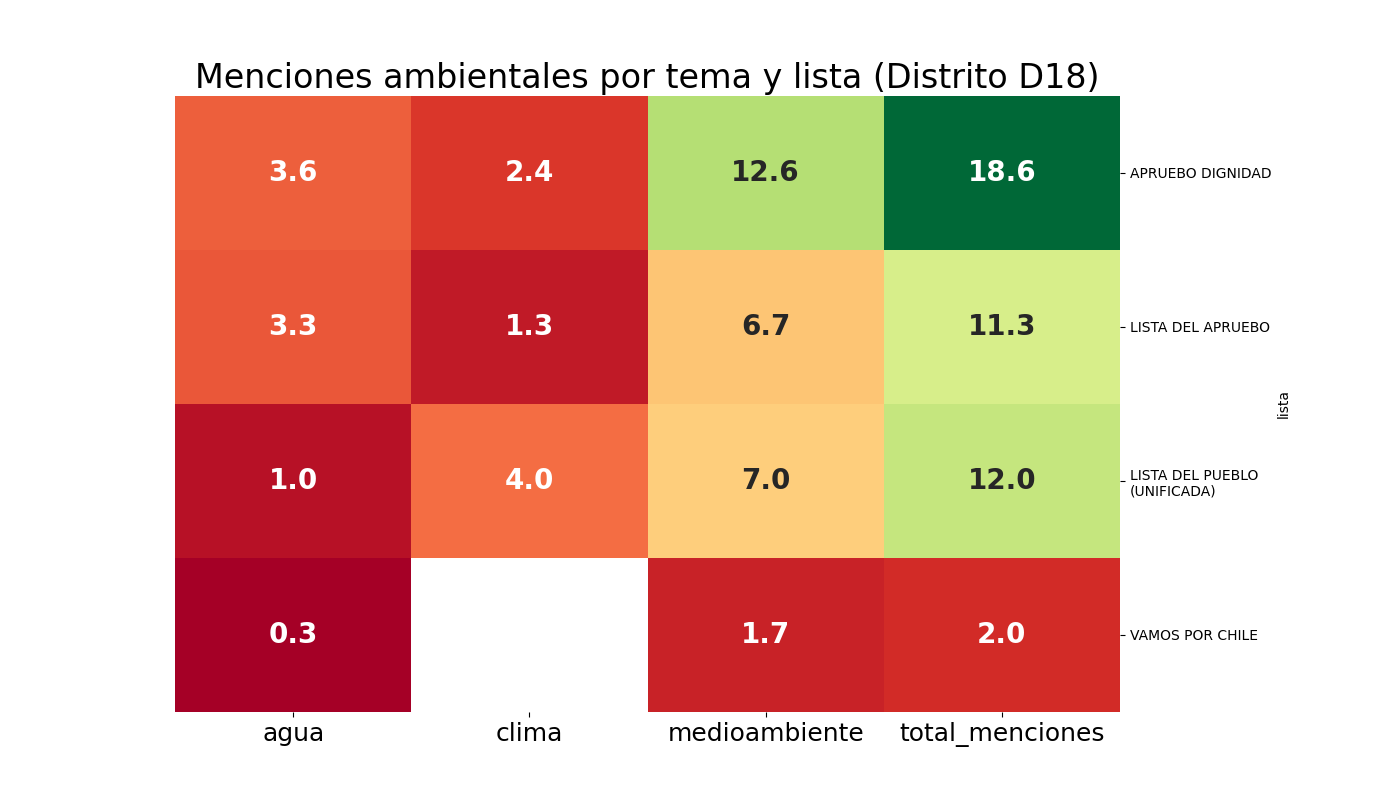 Menciones ambientales por tema y lista (Distrito D18)
3.6 2.4 12.6 18.6 APRUEBO DIGNIDAD
3.3 1.3 6.7 11.3 LISTA DEL APRUEBO
lista
1.0 4.0 7.0 12.0 LISTA DEL PUEBLO
(UNIFICADA)
0.3 1.7 2.0 VAMOS POR CHILE
agua clima medioambiente total_menciones